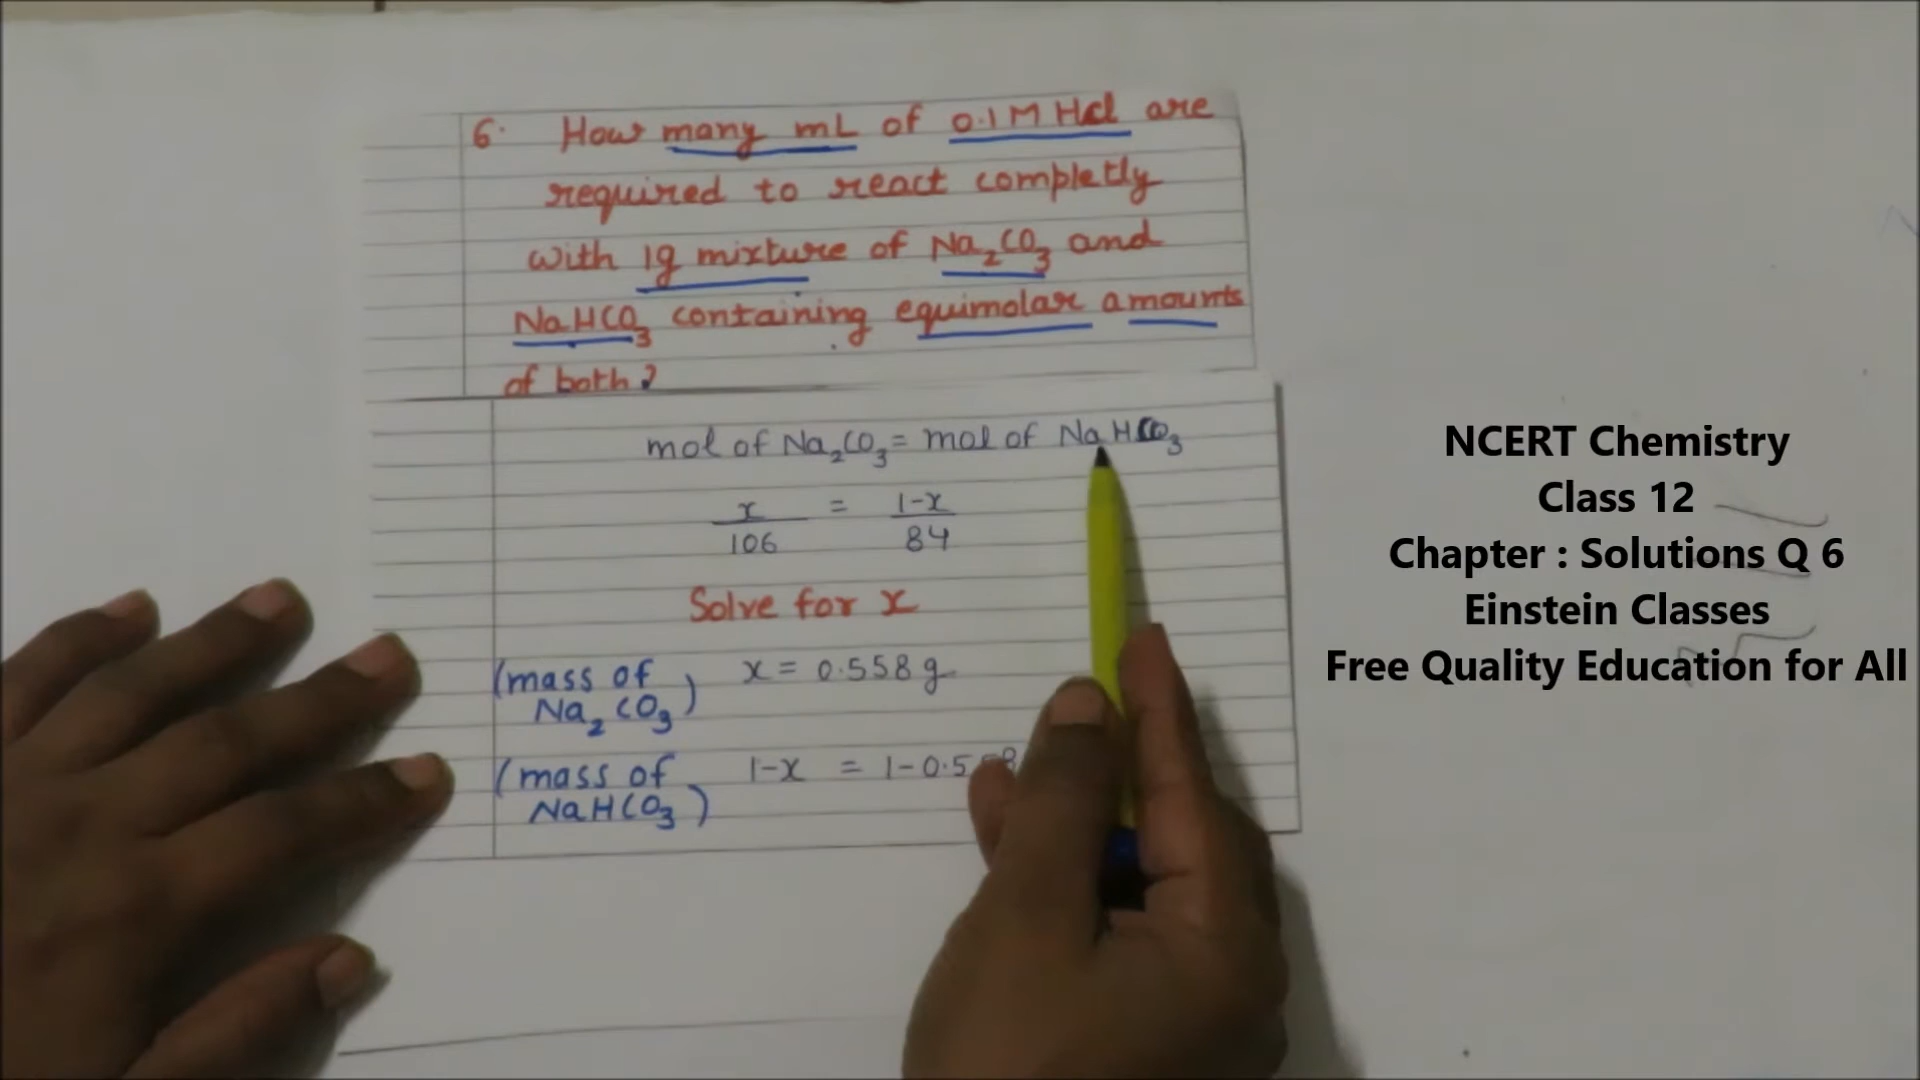 6. How many mL of 0.1 M HCl are
required to react completly
with 1g mixture of Na₂CO₃ and
NaHCO₃ containing equimolar amounts
of both?
mol of Na₂CO₃ = mol of NaHCO₃
x/106 = 1-x/84
Solve for x
(mass of Na₂CO₃) x = 0.558 g
(mass of NaHCO₃) 1-x = 1-0.558
NCERT Chemistry
Class 12
Chapter : Solutions Q 6
Einstein Classes
Free Quality Education for All